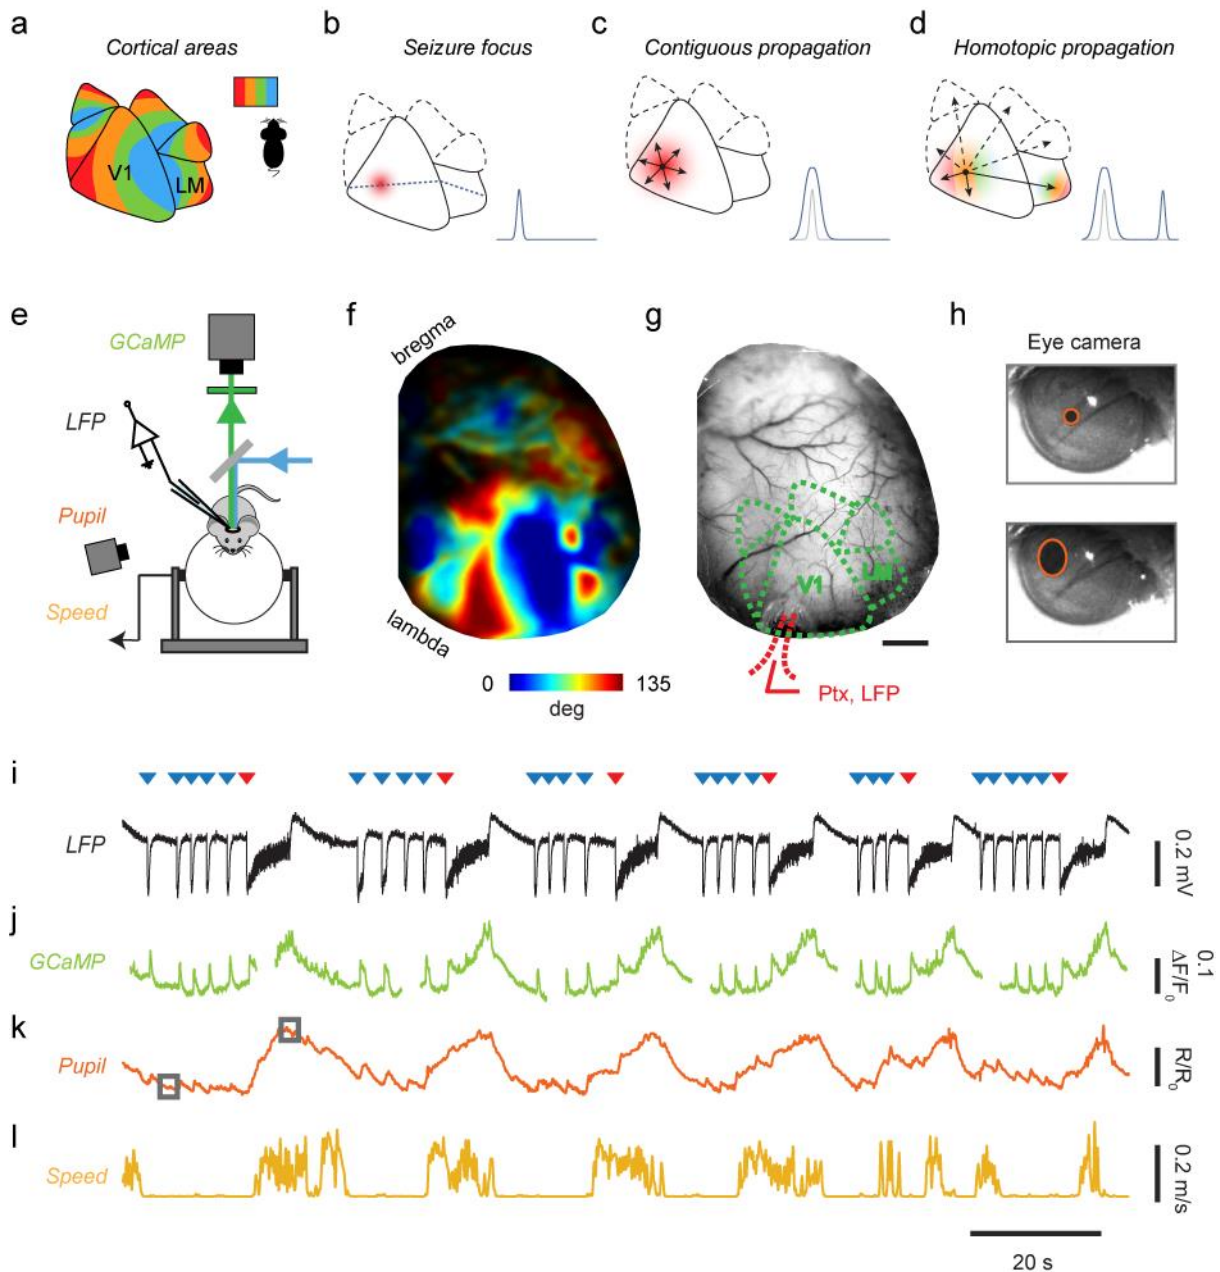 a
Cortical areas
V1
LM
b
Seizure focus
c
Contiguous propagation
d
Homotopic propagation
e
GCaMP
LFP
Pupil
Speed
f
bregma
lambda
0
135
deg
g
V1
LM
Ptx, LFP
h
Eye camera
i
LFP
0.2 mV
j
GCaMP
0.1
ΔF/F₀
k
Pupil
R/R₀
l
Speed
0.2 m/s
20 s